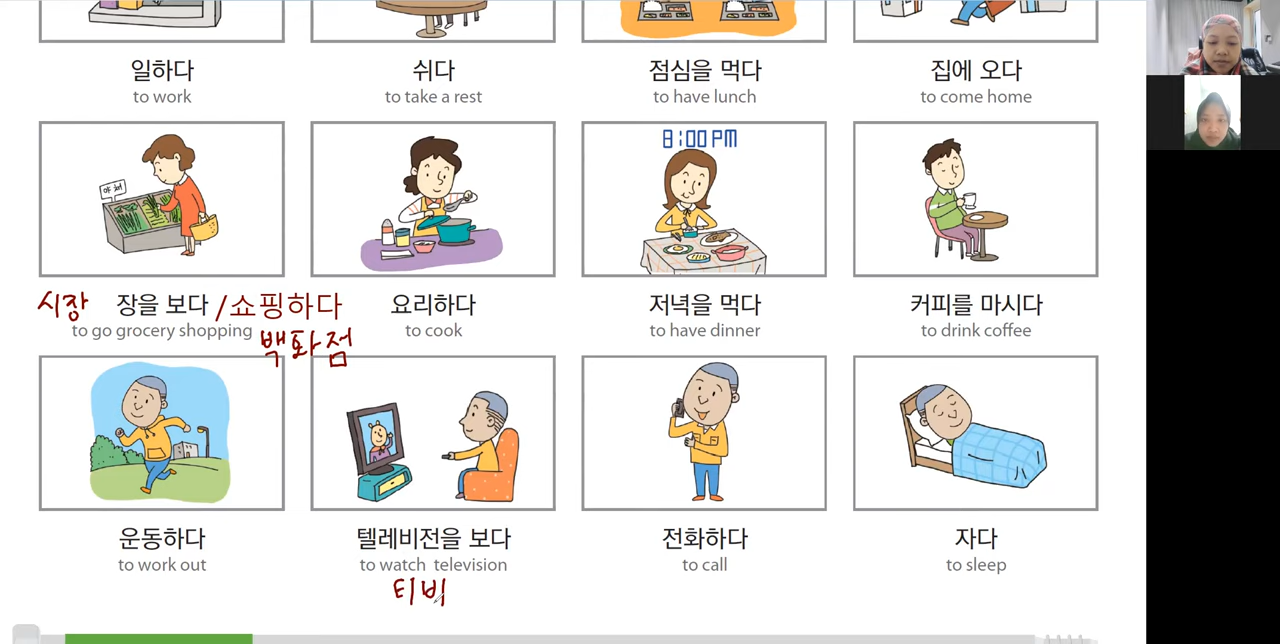 일하다 쉬다 점심을 먹다 집에 오다
to work to take a rest to have lunch to come home
야채
8:00 PM
시장 장을 보다 /쇼핑하다 요리하다 저녁을 먹다 커피를 마시다
to go grocery shopping to cook to have dinner to drink coffee
백화점
운동하다 텔레비전을 보다 전화하다 자다
to work out to watch television to call to sleep
티비